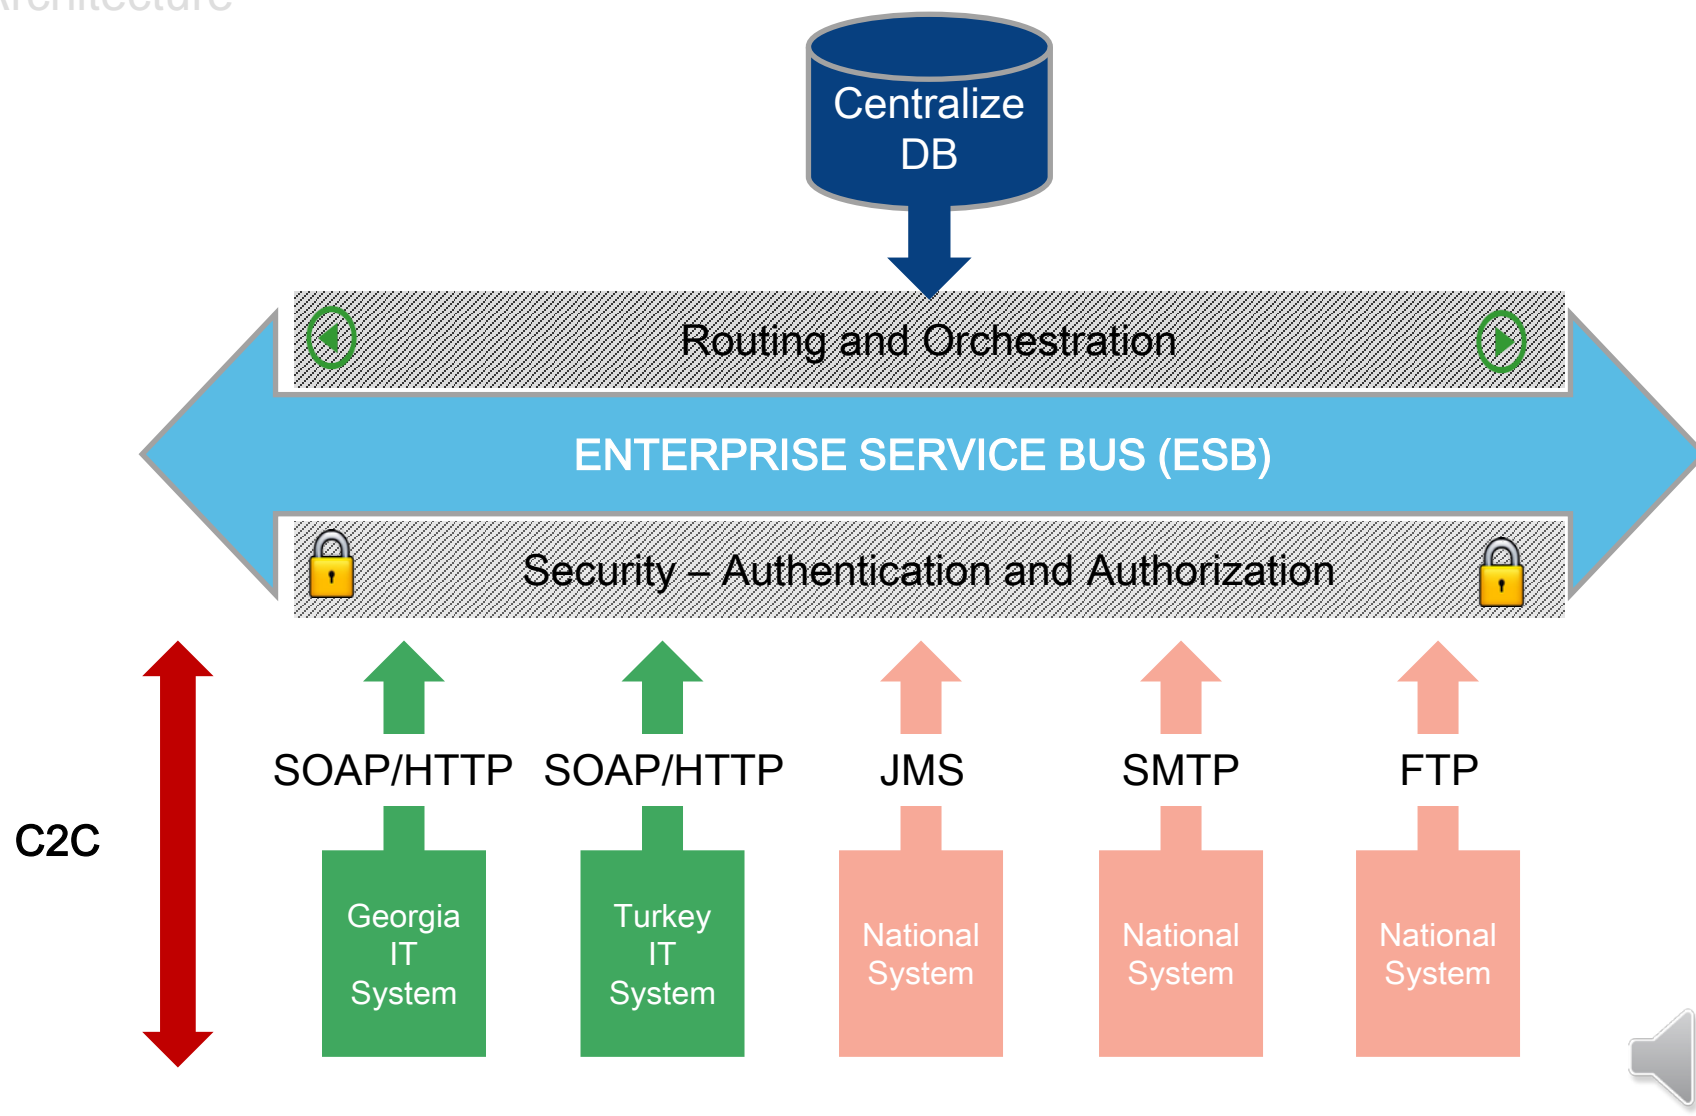 Architecture
Centralize
DB
Routing and Orchestration
ENTERPRISE SERVICE BUS (ESB)
Security – Authentication and Authorization
SOAP/HTTP
SOAP/HTTP
JMS
SMTP
FTP
C2C
Georgia
IT
System
Turkey
IT
System
National
System
National
System
National
System